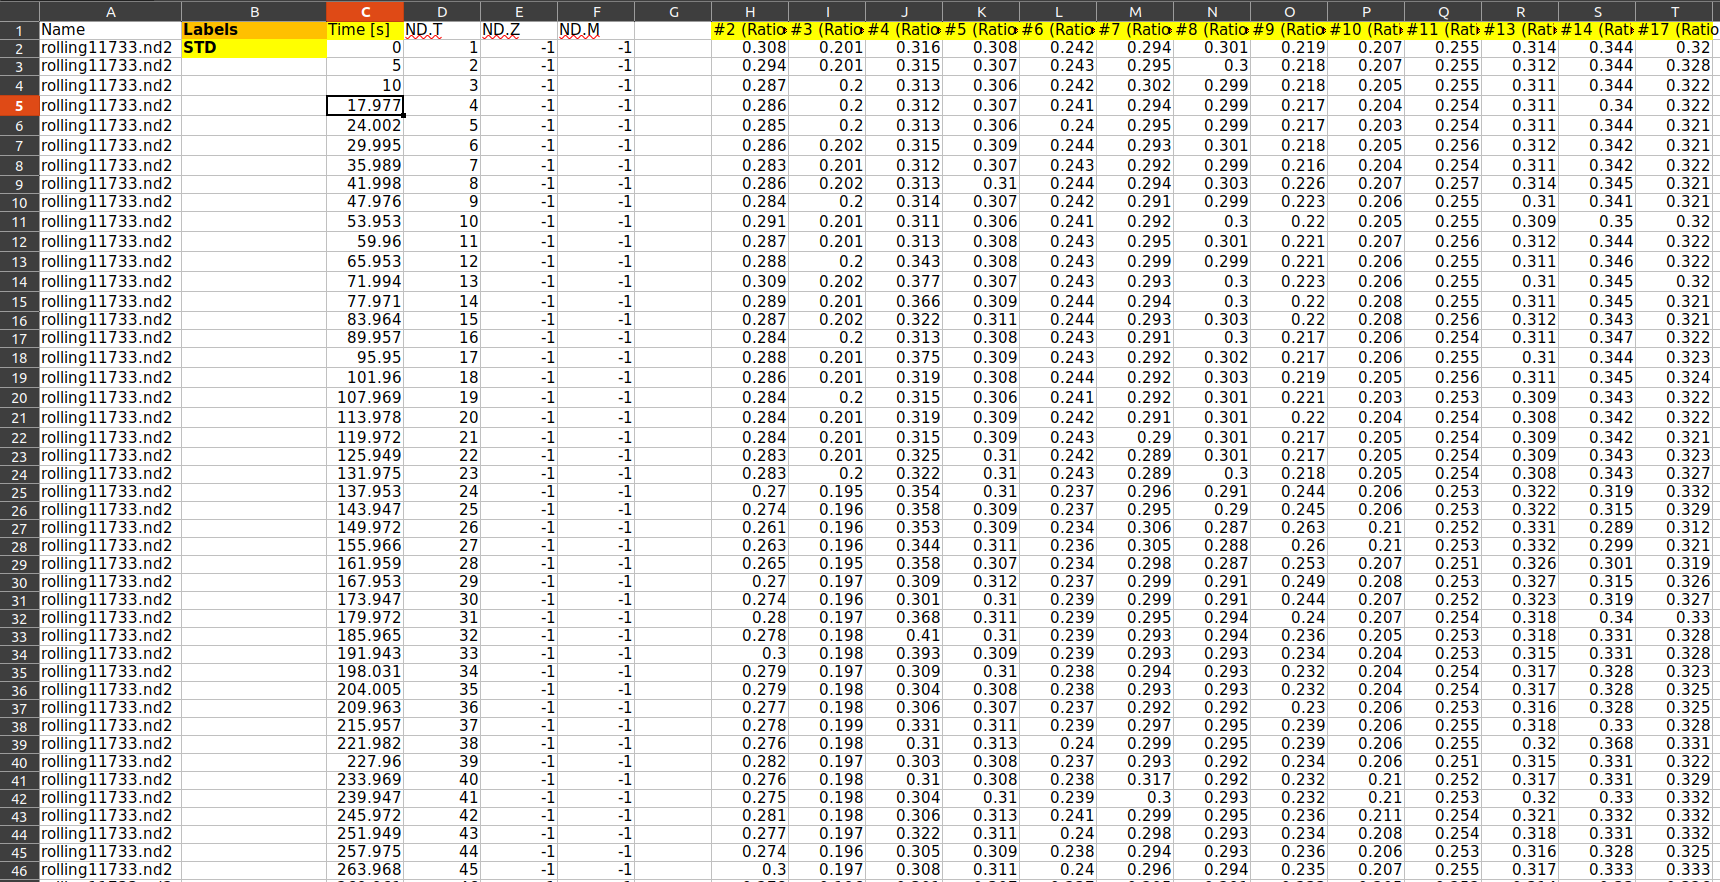 A B C D E F G H I J K L M N O P Q R S T
1 Name Labels Time [s] ND.T ND.Z ND.M #2 (Ratio #3 (Ratio #4 (Ratio #5 (Ratio #6 (Ratio #7 (Ratio #8 (Ratio #9 (Ratio #10 (Rat #11 (Rat #13 (Rat #14 (Rat #17 (Ratio
2 rolling11733.nd2 STD 0 1 -1 -1 0.308 0.201 0.316 0.308 0.242 0.294 0.301 0.219 0.207 0.255 0.314 0.344 0.32
3 rolling11733.nd2 5 2 -1 -1 0.294 0.201 0.315 0.307 0.243 0.295 0.3 0.218 0.207 0.255 0.312 0.344 0.328
4 rolling11733.nd2 10 3 -1 -1 0.287 0.2 0.313 0.306 0.242 0.302 0.299 0.218 0.205 0.255 0.311 0.344 0.322
5 rolling11733.nd2 17.977 4 -1 -1 0.286 0.2 0.312 0.307 0.241 0.294 0.299 0.217 0.204 0.254 0.311 0.34 0.322
6 rolling11733.nd2 24.002 5 -1 -1 0.285 0.2 0.313 0.306 0.24 0.295 0.299 0.217 0.203 0.254 0.311 0.344 0.321
7 rolling11733.nd2 29.995 6 -1 -1 0.286 0.202 0.315 0.309 0.244 0.293 0.301 0.218 0.205 0.256 0.312 0.342 0.321
8 rolling11733.nd2 35.989 7 -1 -1 0.283 0.201 0.312 0.307 0.243 0.292 0.299 0.216 0.204 0.254 0.311 0.342 0.322
9 rolling11733.nd2 41.998 8 -1 -1 0.286 0.202 0.313 0.31 0.244 0.294 0.303 0.226 0.207 0.257 0.314 0.345 0.321
10 rolling11733.nd2 47.976 9 -1 -1 0.284 0.2 0.314 0.307 0.242 0.291 0.299 0.223 0.206 0.255 0.31 0.341 0.321
11 rolling11733.nd2 53.953 10 -1 -1 0.291 0.201 0.311 0.306 0.241 0.292 0.3 0.22 0.205 0.255 0.309 0.35 0.32
12 rolling11733.nd2 59.96 11 -1 -1 0.287 0.201 0.313 0.308 0.243 0.295 0.301 0.221 0.207 0.256 0.312 0.344 0.322
13 rolling11733.nd2 65.953 12 -1 -1 0.288 0.2 0.343 0.308 0.243 0.299 0.299 0.221 0.206 0.255 0.311 0.346 0.322
14 rolling11733.nd2 71.994 13 -1 -1 0.309 0.202 0.377 0.307 0.243 0.293 0.3 0.223 0.206 0.255 0.31 0.345 0.32
15 rolling11733.nd2 77.971 14 -1 -1 0.289 0.201 0.366 0.309 0.244 0.294 0.3 0.22 0.208 0.255 0.311 0.345 0.321
16 rolling11733.nd2 83.964 15 -1 -1 0.287 0.202 0.322 0.311 0.244 0.293 0.303 0.22 0.208 0.256 0.312 0.343 0.321
17 rolling11733.nd2 89.957 16 -1 -1 0.284 0.2 0.313 0.308 0.243 0.291 0.3 0.217 0.206 0.254 0.311 0.347 0.322
18 rolling11733.nd2 95.95 17 -1 -1 0.288 0.201 0.375 0.309 0.243 0.292 0.302 0.217 0.206 0.255 0.31 0.344 0.323
19 rolling11733.nd2 101.96 18 -1 -1 0.286 0.201 0.319 0.308 0.244 0.292 0.303 0.219 0.205 0.256 0.311 0.345 0.324
20 rolling11733.nd2 107.969 19 -1 -1 0.284 0.2 0.315 0.306 0.241 0.292 0.301 0.221 0.203 0.253 0.309 0.343 0.322
21 rolling11733.nd2 113.978 20 -1 -1 0.284 0.201 0.319 0.309 0.242 0.291 0.301 0.22 0.204 0.254 0.308 0.342 0.322
22 rolling11733.nd2 119.972 21 -1 -1 0.284 0.201 0.315 0.309 0.243 0.29 0.301 0.217 0.205 0.254 0.309 0.342 0.321
23 rolling11733.nd2 125.949 22 -1 -1 0.283 0.201 0.325 0.31 0.242 0.289 0.301 0.217 0.205 0.254 0.309 0.343 0.323
24 rolling11733.nd2 131.975 23 -1 -1 0.283 0.2 0.322 0.31 0.243 0.289 0.3 0.218 0.205 0.254 0.308 0.343 0.327
25 rolling11733.nd2 137.953 24 -1 -1 0.27 0.195 0.354 0.31 0.237 0.296 0.291 0.244 0.206 0.253 0.322 0.319 0.332
26 rolling11733.nd2 143.947 25 -1 -1 0.274 0.196 0.358 0.309 0.237 0.295 0.29 0.245 0.206 0.253 0.322 0.315 0.329
27 rolling11733.nd2 149.972 26 -1 -1 0.261 0.196 0.353 0.309 0.234 0.306 0.287 0.263 0.21 0.252 0.331 0.289 0.312
28 rolling11733.nd2 155.966 27 -1 -1 0.263 0.196 0.344 0.311 0.236 0.305 0.288 0.26 0.21 0.253 0.332 0.299 0.321
29 rolling11733.nd2 161.959 28 -1 -1 0.265 0.195 0.358 0.307 0.234 0.298 0.287 0.253 0.207 0.251 0.326 0.301 0.319
30 rolling11733.nd2 167.953 29 -1 -1 0.27 0.197 0.309 0.312 0.237 0.299 0.291 0.249 0.208 0.253 0.327 0.315 0.326
31 rolling11733.nd2 173.947 30 -1 -1 0.274 0.196 0.301 0.31 0.239 0.299 0.291 0.244 0.207 0.252 0.323 0.319 0.327
32 rolling11733.nd2 179.972 31 -1 -1 0.28 0.197 0.368 0.311 0.239 0.295 0.294 0.24 0.207 0.254 0.318 0.34 0.33
33 rolling11733.nd2 185.965 32 -1 -1 0.278 0.198 0.41 0.31 0.239 0.293 0.294 0.236 0.205 0.253 0.318 0.331 0.328
34 rolling11733.nd2 191.943 33 -1 -1 0.3 0.198 0.393 0.309 0.239 0.293 0.293 0.234 0.204 0.253 0.315 0.331 0.328
35 rolling11733.nd2 198.031 34 -1 -1 0.279 0.197 0.309 0.31 0.238 0.294 0.293 0.232 0.204 0.254 0.317 0.328 0.323
36 rolling11733.nd2 204.005 35 -1 -1 0.279 0.198 0.304 0.308 0.238 0.293 0.293 0.232 0.204 0.254 0.317 0.328 0.325
37 rolling11733.nd2 209.963 36 -1 -1 0.277 0.198 0.306 0.307 0.237 0.292 0.292 0.23 0.206 0.253 0.316 0.328 0.325
38 rolling11733.nd2 215.957 37 -1 -1 0.278 0.199 0.331 0.311 0.239 0.297 0.295 0.239 0.206 0.255 0.318 0.33 0.328
39 rolling11733.nd2 221.982 38 -1 -1 0.276 0.198 0.31 0.313 0.24 0.299 0.295 0.239 0.206 0.255 0.32 0.368 0.331
40 rolling11733.nd2 227.96 39 -1 -1 0.282 0.197 0.303 0.308 0.237 0.293 0.292 0.234 0.206 0.251 0.315 0.331 0.322
41 rolling11733.nd2 233.969 40 -1 -1 0.276 0.198 0.31 0.308 0.238 0.317 0.292 0.232 0.21 0.252 0.317 0.331 0.329
42 rolling11733.nd2 239.947 41 -1 -1 0.275 0.198 0.304 0.31 0.239 0.3 0.293 0.232 0.21 0.253 0.32 0.33 0.332
43 rolling11733.nd2 245.972 42 -1 -1 0.281 0.198 0.306 0.313 0.241 0.299 0.295 0.236 0.211 0.254 0.321 0.332 0.332
44 rolling11733.nd2 251.949 43 -1 -1 0.277 0.197 0.322 0.311 0.24 0.298 0.293 0.234 0.208 0.254 0.318 0.331 0.332
45 rolling11733.nd2 257.975 44 -1 -1 0.274 0.196 0.305 0.309 0.238 0.294 0.293 0.236 0.206 0.253 0.316 0.328 0.325
46 rolling11733.nd2 263.968 45 -1 -1 0.3 0.197 0.308 0.311 0.24 0.296 0.294 0.235 0.207 0.255 0.317 0.333 0.333